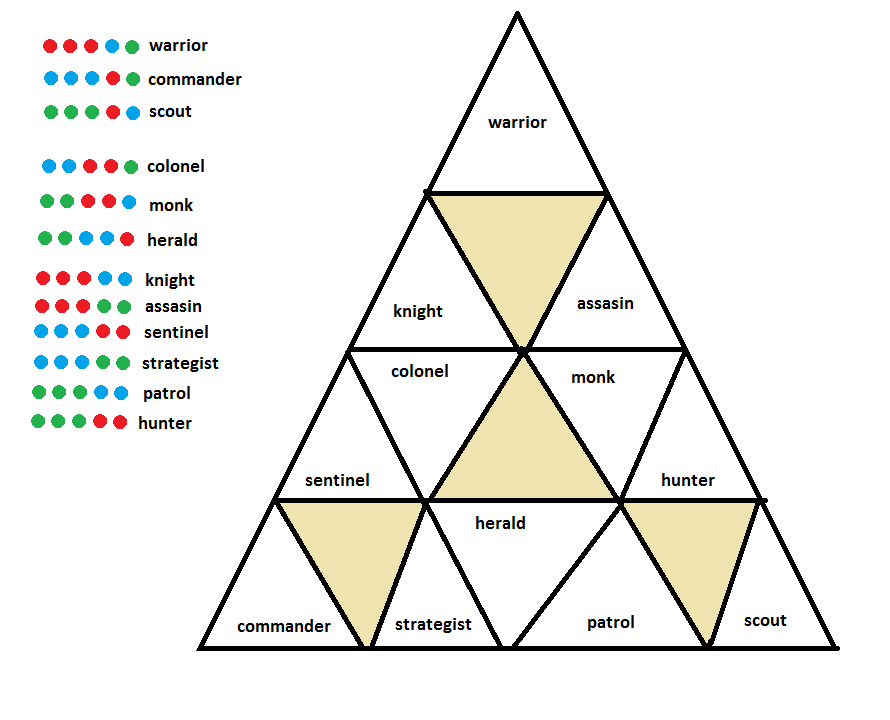 warrior
commander
scout
colonel
monk
herald
knight
assasin
sentinel
strategist
patrol
hunter
warrior
knight
assasin
colonel
monk
sentinel
hunter
herald
commander
strategist
patrol
scout